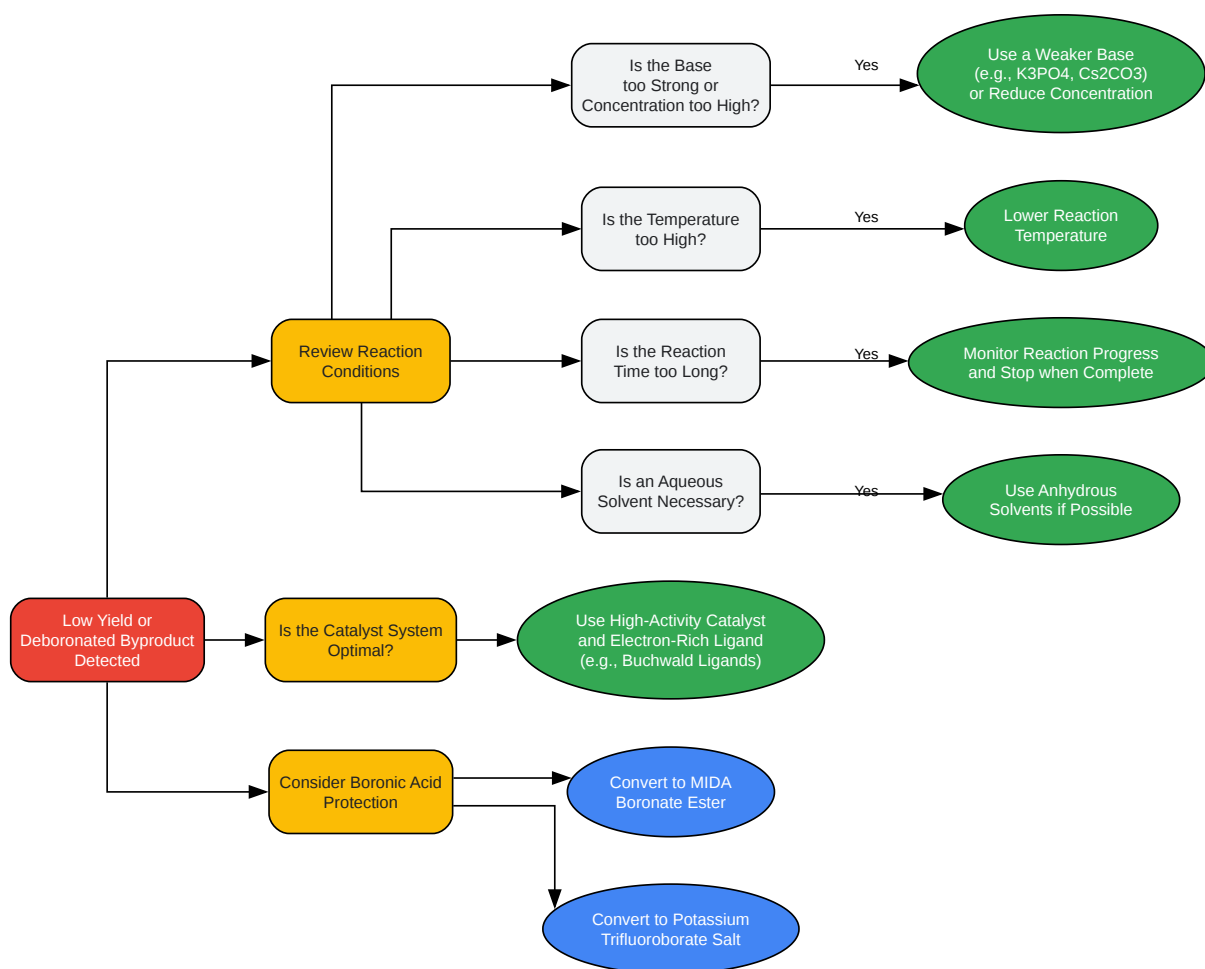 Is the Base
too Strong or
Concentration too High?
Yes
Use a Weaker Base
(e.g., K3PO4, Cs2CO3)
or Reduce Concentration
Is the Temperature
too High?
Yes
Lower Reaction
Temperature
Review Reaction
Conditions
Is the Reaction
Time too Long?
Yes
Monitor Reaction Progress
and Stop when Complete
Is an Aqueous
Solvent Necessary?
Yes
Use Anhydrous
Solvents if Possible
Low Yield or
Deboronated Byproduct
Detected
Is the Catalyst System
Optimal?
Use High-Activity Catalyst
and Electron-Rich Ligand
(e.g., Buchwald Ligands)
Consider Boronic Acid
Protection
Convert to MIDA
Boronate Ester
Convert to Potassium
Trifluoroborate Salt